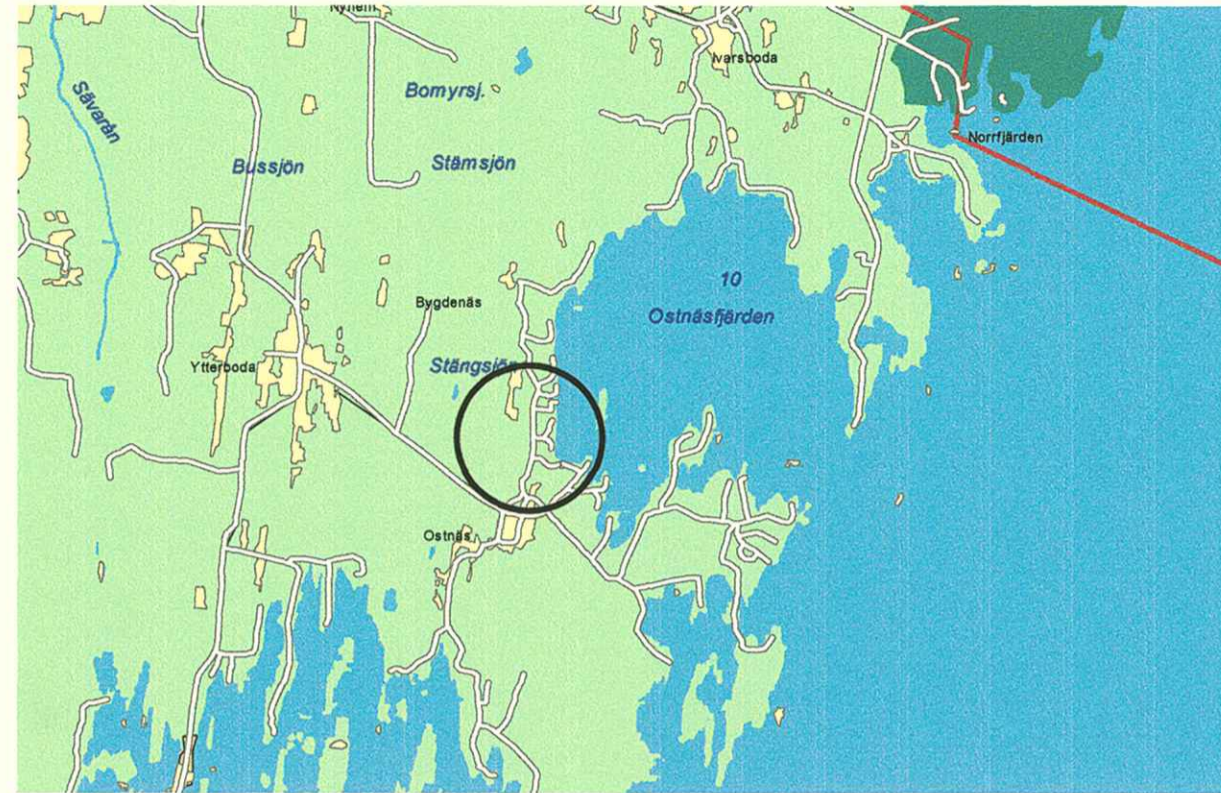 Nyhem
Ivarsboda
Sävarån
Bomyrsj.
Norrfjärden
Bussjön
Stämsjön
10
Ostnäsfjärden
Bygdenäs
Ytterboda
Stängsjön
Ostnäs